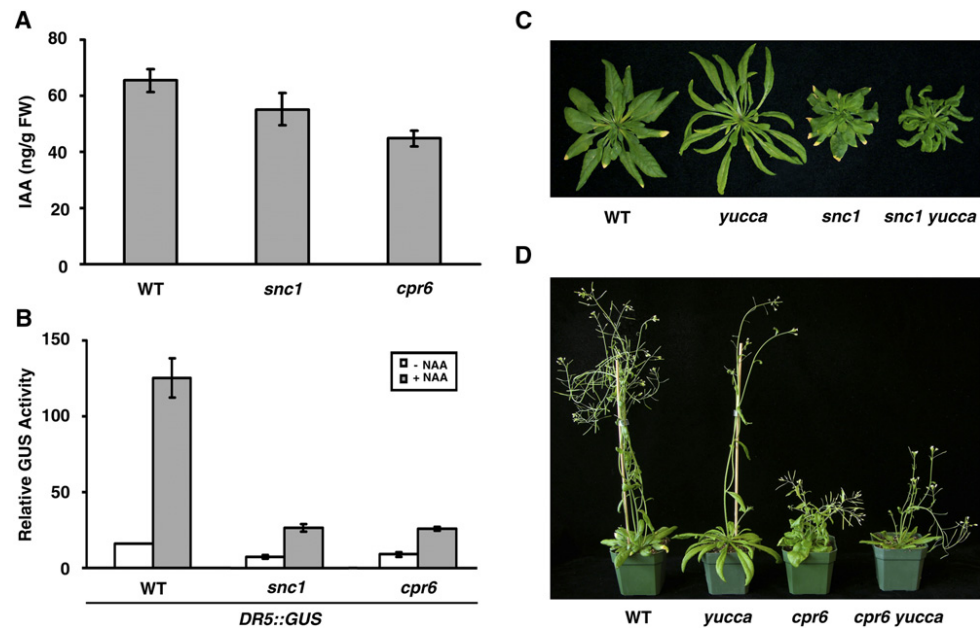 A
80
60
40
20
0
IAA (ng/g FW)
WT snc1 cpr6
B
150
100
50
0
Relative GUS Activity
- NAA
+ NAA
WT snc1 cpr6
DR5::GUS
C
WT yucca snc1 snc1 yucca
D
WT yucca cpr6 cpr6 yucca